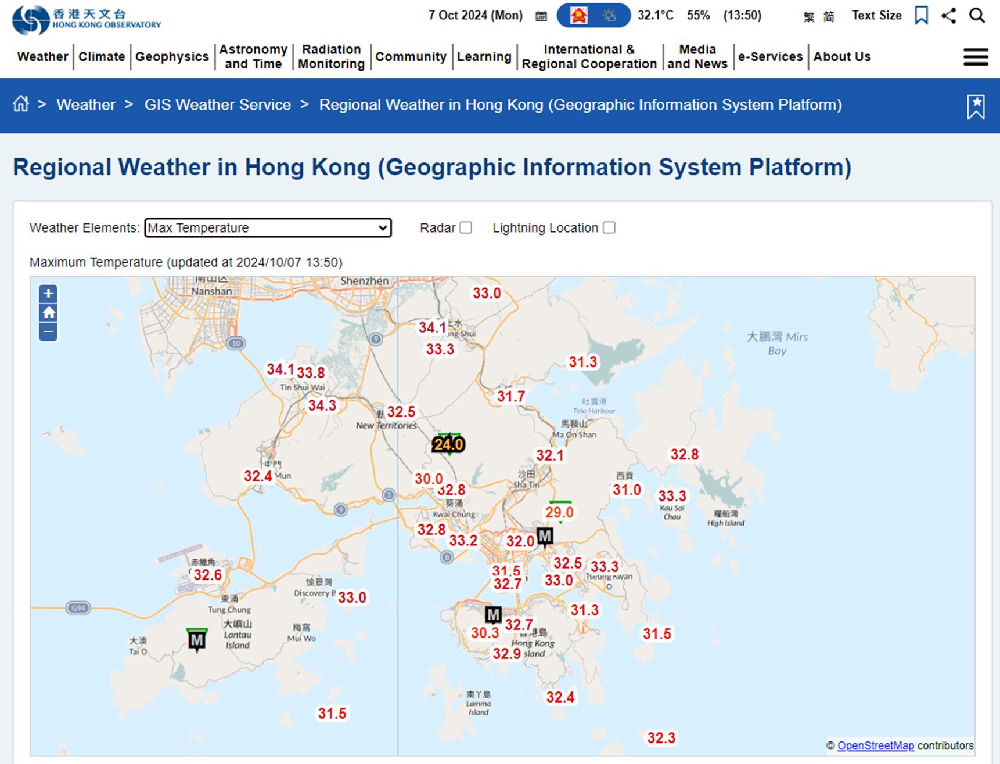 香港天文台
HONG KONG OBSERVATORY
7 Oct 2024 (Mon)
32.1°C 55% (13:50)
繁 简 Text Size
Weather
Climate
Geophysics
Astronomy and Time
Radiation Monitoring
Community
Learning
International & Regional Cooperation
Media and News
e-Services
About Us
> Weather > GIS Weather Service > Regional Weather in Hong Kong (Geographic Information System Platform)
Regional Weather in Hong Kong (Geographic Information System Platform)
Weather Elements: Max Temperature Radar Lightning Location
Maximum Temperature (updated at 2024/10/07 13:50)
+
−
南山区
Nanshan
Shenzhen
33.0
34.1
上水
33.3
10
9
大鵬灣 Mirs Bay
31.3
34.1 33.8
Tin Shui Wai
34.3
31.7
吐露港
Tolo Harbour
新 32.5
New Territories
馬鞍山
Ma On Shan
24.0
32.1
32.8
屯門
32.4 Mun
30.0
32.8
沙田
Sha Tin
西貢
31.0
33.3
Kau Sai Chau
3
9
葵涌
Kwai Chung
29.0
糧船灣
High Island
32.8
33.2
32.0
M
8
赤鱲角
32.6
31.5
32.7
32.5
33.3
Tseung Kwan O
33.0
愉景灣
Discovery B
33.0
G94
東涌
Tung Chung
大嶼山
Lantau Island
M
31.3
30.3
32.7
港島
Hong Kong
sland
32.9
31.5
大澳
Tai O
M
梅窩
Mui Wo
南丫島
Lamma Island
32.4
31.5
32.3
© OpenStreetMap contributors